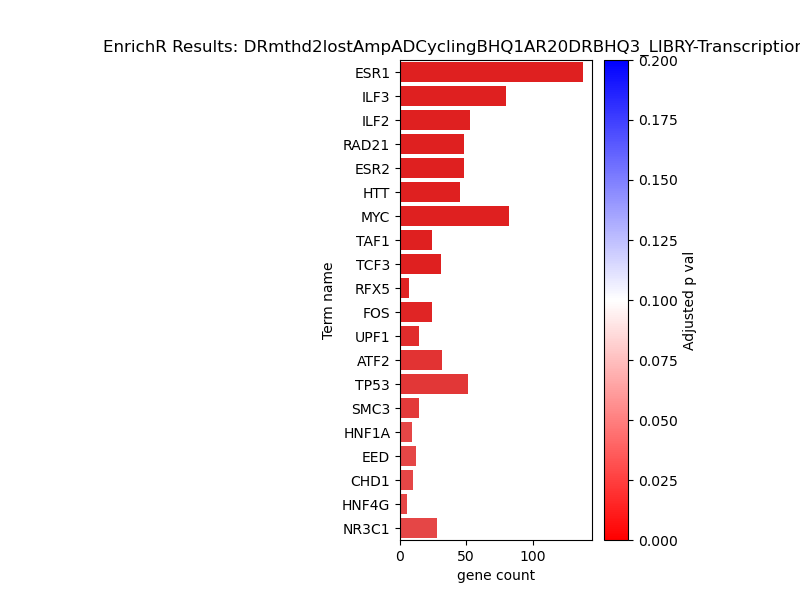 EnrichR Results: DRmthd2lostAmpADCyclingBHQ1AR20DRBHQ3_LIBRY-Transcription
ESR1
ILF3
ILF2
RAD21
ESR2
HTT
MYC
TAF1
TCF3
RFX5
FOS
UPF1
ATF2
TP53
SMC3
HNF1A
EED
CHD1
HNF4G
NR3C1
Term name
0 50 100
gene count
0.200
0.175
0.150
0.125
0.100
0.075
0.050
0.025
0.000
Adjusted p val